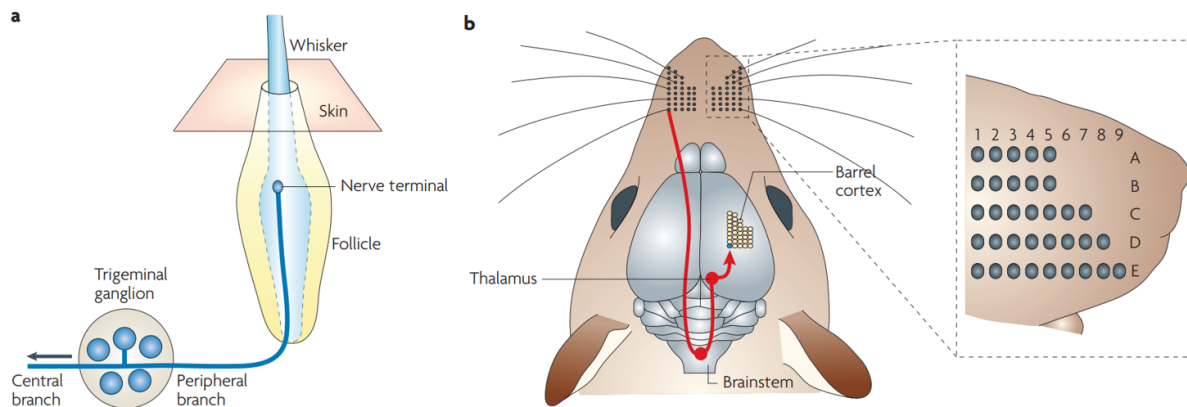 a
Whisker
Skin
Nerve terminal
Follicle
Trigeminal
ganglion
Central
branch
Peripheral
branch
b
Barrel
cortex
Thalamus
Brainstem
1 2 3 4 5 6 7 8 9
A
B
C
D
E